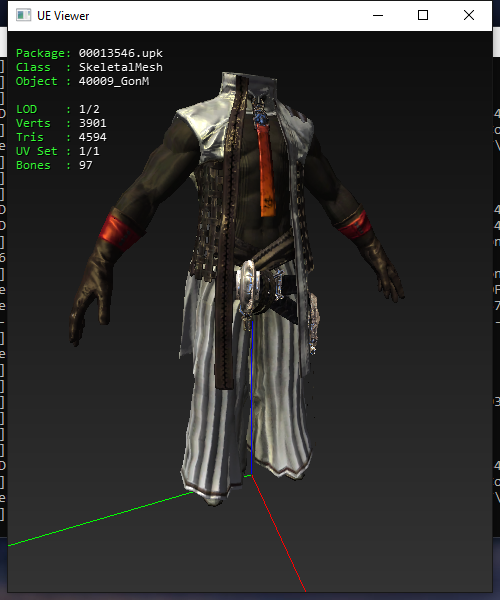 UE Viewer
Package: 00013546.upk
Class : SkeletalMesh
Object : 40009_GonM
LOD : 1/2
Verts : 3901
Tris : 4594
UV Set : 1/1
Bones : 97